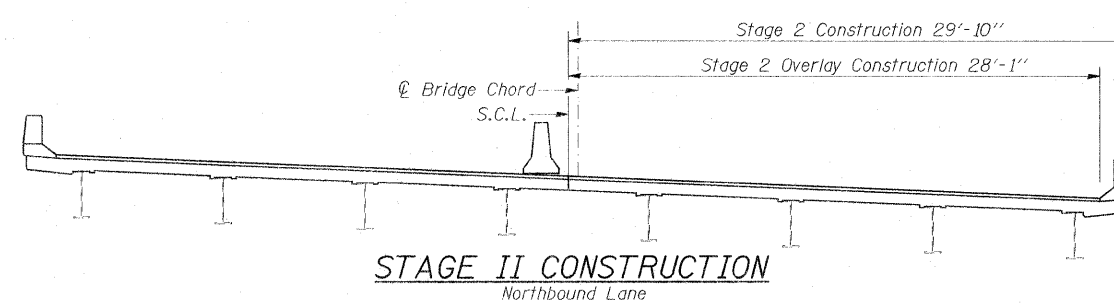 Stage 2 Construction 29'-10"
Stage 2 Overlay Construction 28'-1"
℄ Bridge Chord
S.C.L.
STAGE II CONSTRUCTION
Northbound Lane